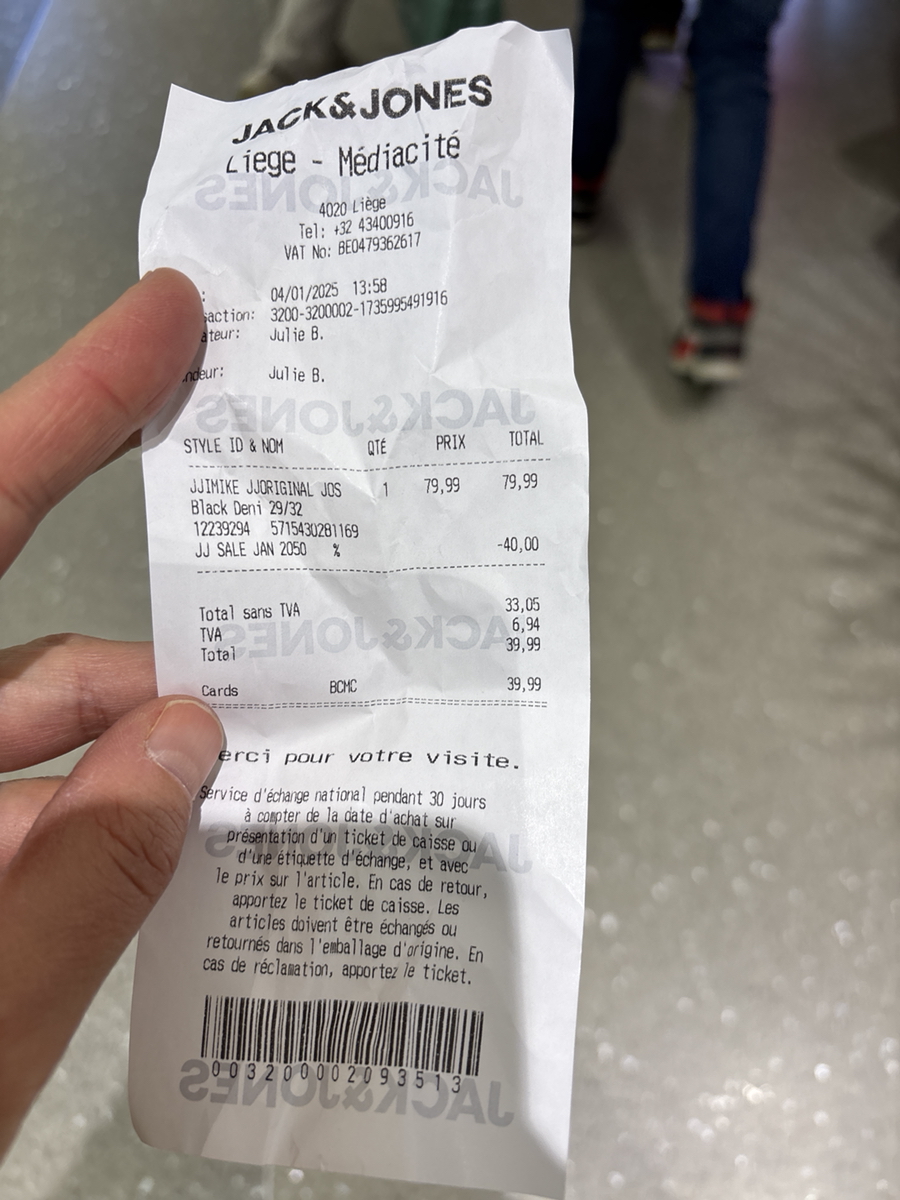 JACK&JONES
Liege - Médiacité
4020 Liège
Tel: +32 43400916
VAT No: BE0479362617
: 04/01/2025 13:58
saction: 3200-3200002-1735995491916
ateur: Julie B.
ndeur: Julie B.
STYLE ID & NOM QTÉ PRIX TOTAL
JJIMIKE JJORIGINAL JOS 1 79,99 79,99
Black Deni 29/32
12239294 5715430281169
JJ SALE JAN 2050 % -40,00
Total sans TVA 33,05
TVA 6,94
Total 39,99
Cards BCMC 39,99
erci pour votre visite.
Service d'échange national pendant 30 jours
à compter de la date d'achat sur
présentation d'un ticket de caisse ou
d'une étiquette d'échange, et avec
le prix sur l'article. En cas de retour,
apportez le ticket de caisse. Les
articles doivent être échangés ou
retournés dans l'emballage d'origine. En
cas de réclamation, apportez le ticket.
0032000002093513